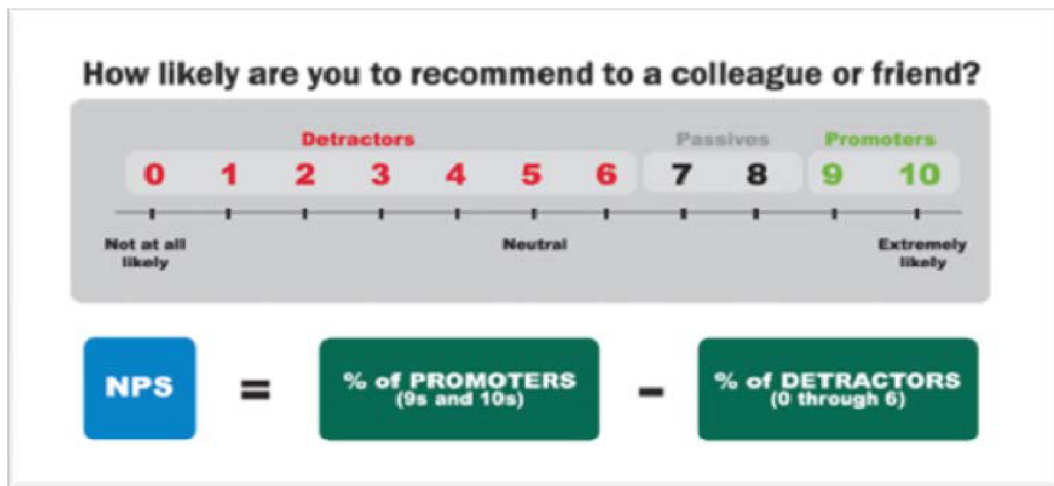 How likely are you to recommend to a colleague or friend?
Detractors Passives Promoters
0 1 2 3 4 5 6 7 8 9 10
Not at all likely Neutral Extremely likely
NPS = % of PROMOTERS - % of DETRACTORS
(9s and 10s) (0 through 6)